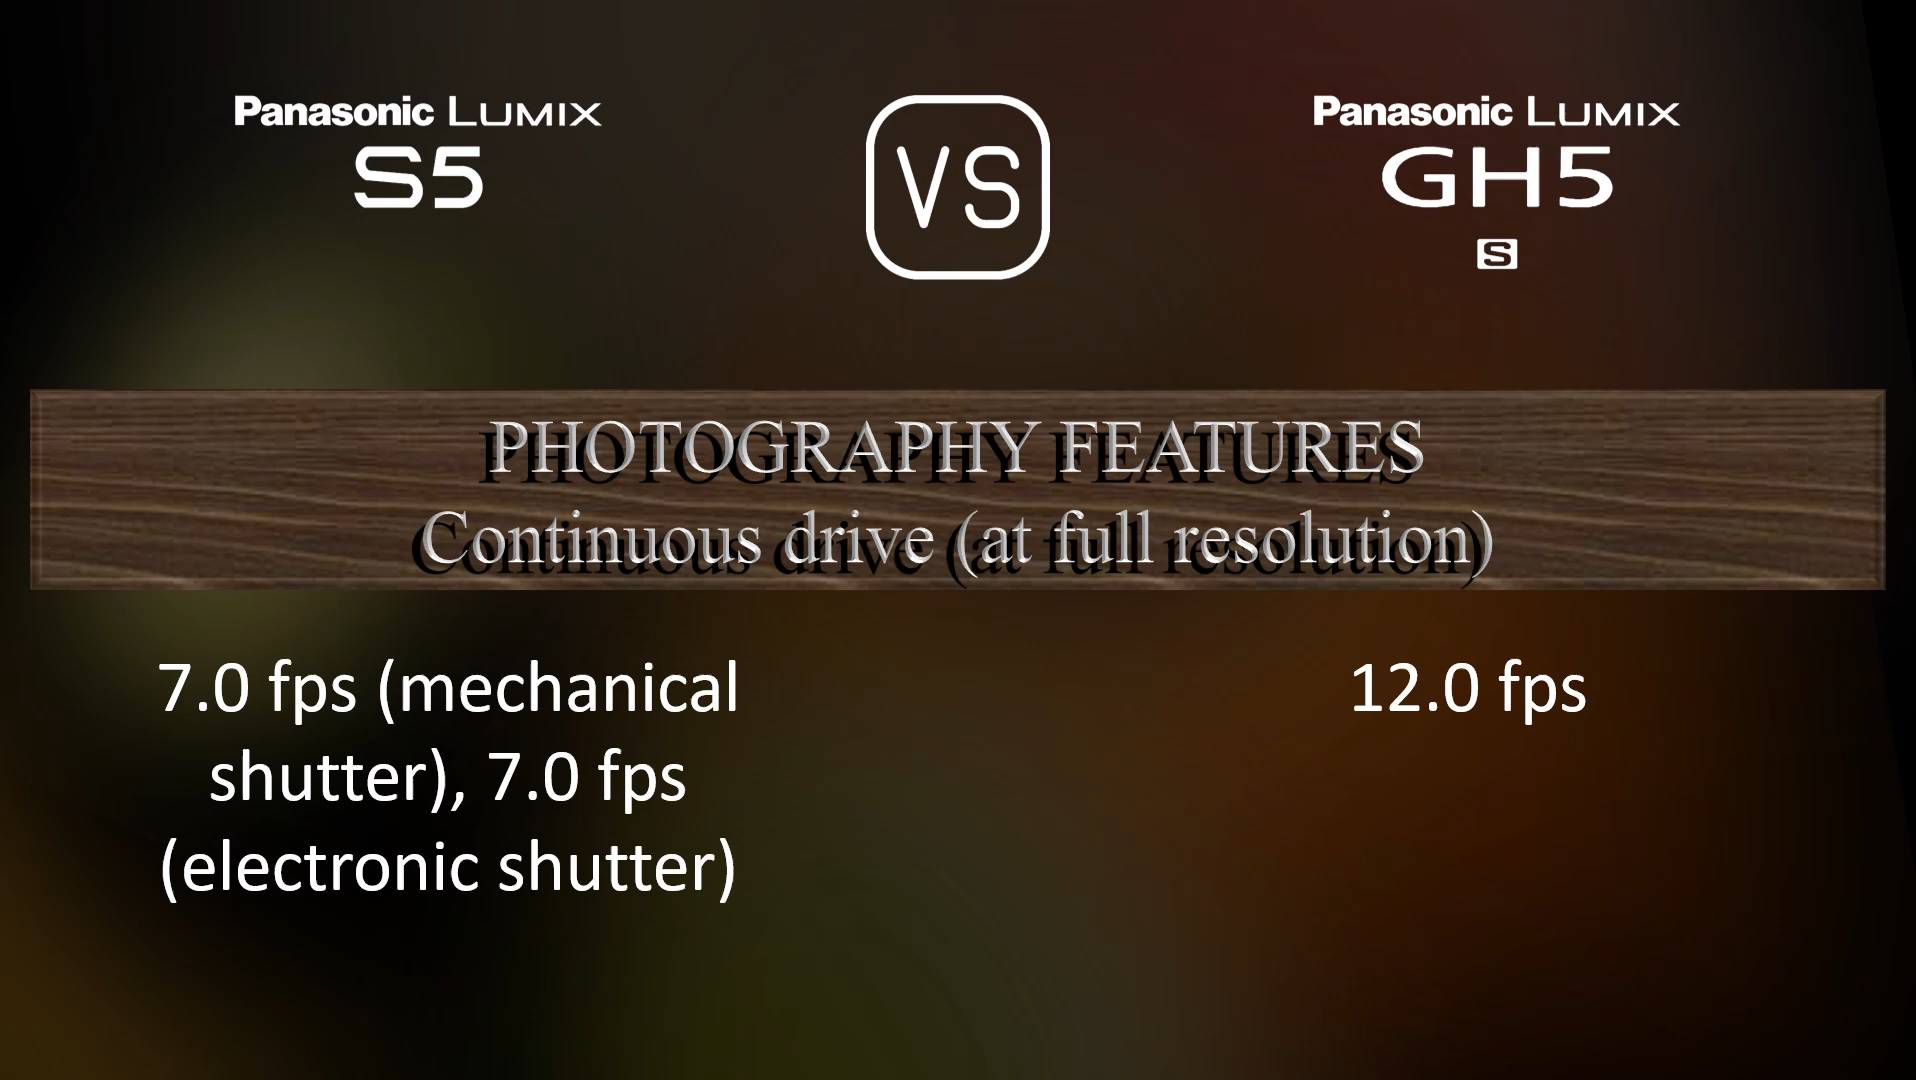 Panasonic LUMIX
S5
VS
Panasonic LUMIX
GH5
S
PHOTOGRAPHY FEATURES
Continuous drive (at full resolution)
7.0 fps (mechanical
shutter), 7.0 fps
(electronic shutter)
12.0 fps